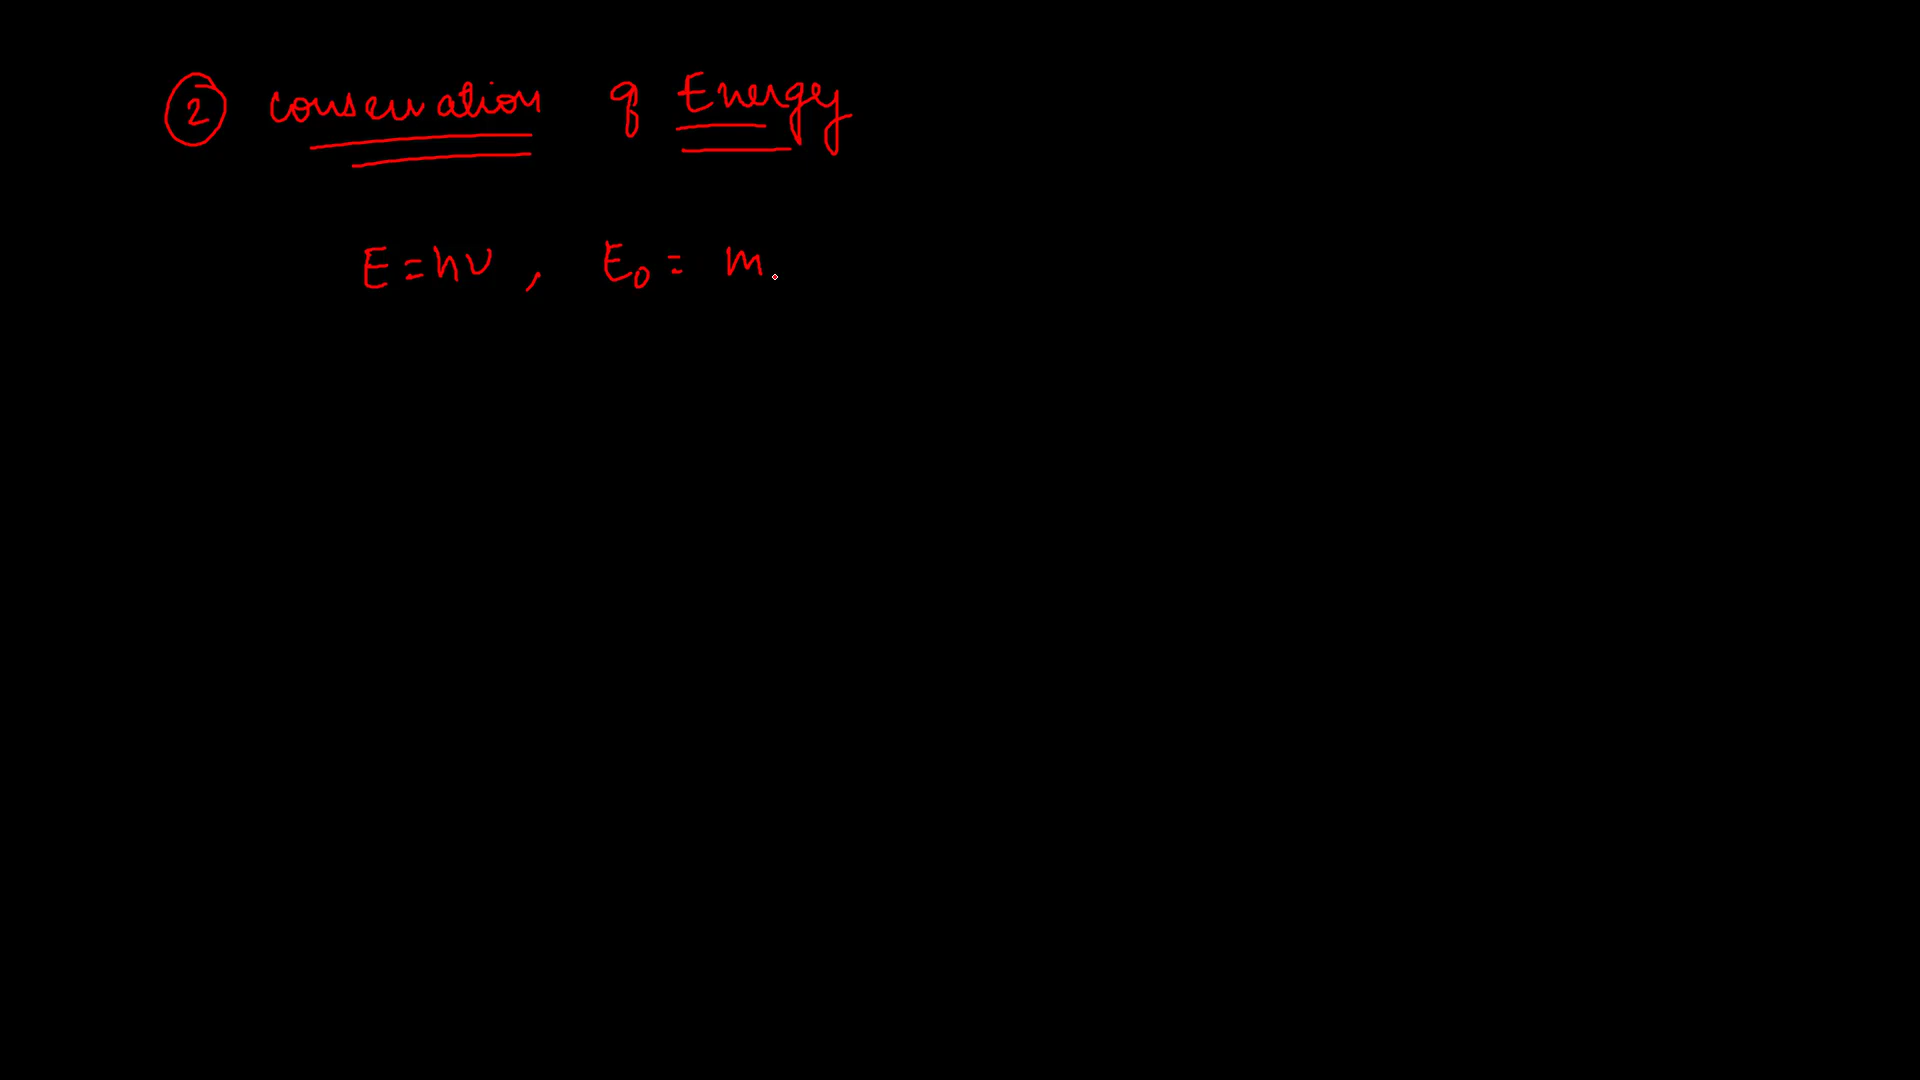 ② conservation of Energy
E = hν , E₀ = m